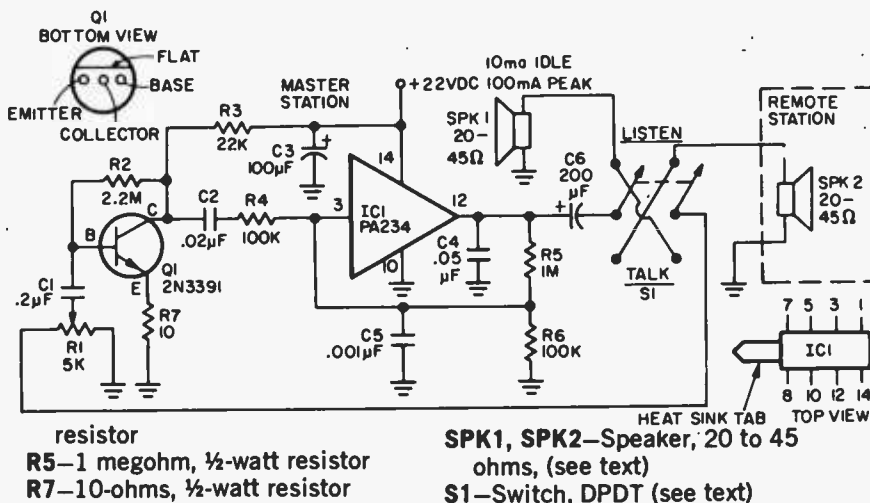 Q1
BOTTOM VIEW
FLAT
BASE
EMITTER
COLLECTOR
MASTER
STATION
+22VDC
10ma IDLE
100mA PEAK
R3
22K
C3
100µF
+
14
SPK 1
20-
45Ω
LISTEN
REMOTE
STATION
R2
2.2M
C2
.02µF
R4
100K
3
IC1
PA234
12
C6
200
µF
+
SPK 2
20-
45Ω
C
B
E
Q1
2N3391
10
C4
.05
µF
R5
1M
TALK
S1
C1
.2µF
R7
10
R1
5K
C5
.001µF
R6
100K
7 5 3 1
IC1
8 10 12 14
HEAT SINK TAB
TOP VIEW
resistor
R5—1 megohm, ½-watt resistor
R7—10-ohms, ½-watt resistor
SPK1, SPK2—Speaker, 20 to 45
ohms, (see text)
S1—Switch, DPDT (see text)